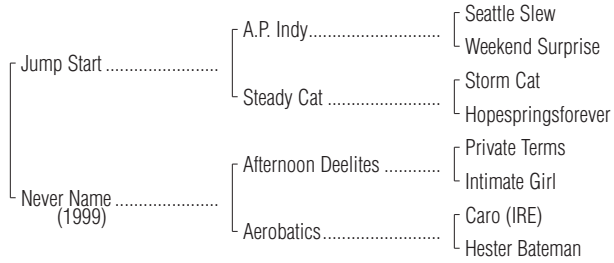 Seattle Slew
A.P. Indy
Weekend Surprise
Jump Start
Storm Cat
Steady Cat
Hopespringsforever
Private Terms
Afternoon Deelites
Intimate Girl
Never Name
(1999)
Caro (IRE)
Aerobatics
Hester Bateman